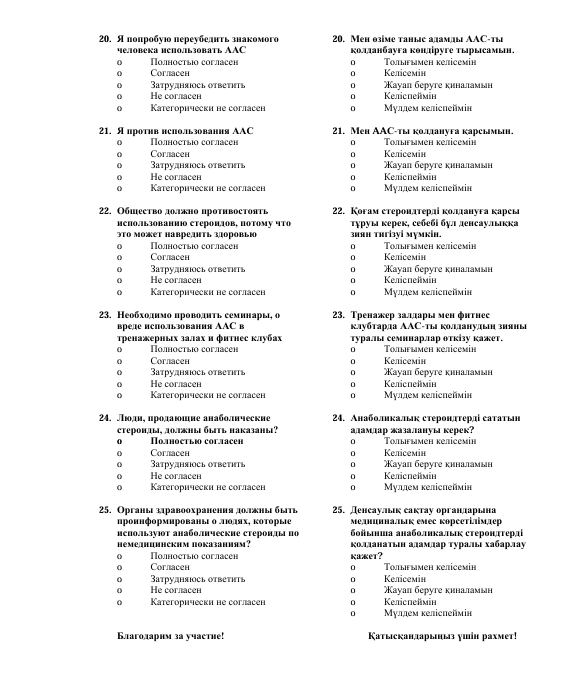 20. Я попробую переубедить знакомого
человека использовать ААС
o Полностью согласен
o Согласен
o Затрудняюсь ответить
o Не согласен
o Категорически не согласен
21. Я против использования ААС
o Полностью согласен
o Согласен
o Затрудняюсь ответить
o Не согласен
o Категорически не согласен
22. Общество должно противостоять
использованию стероидов, потому что
это может навредить здоровью
o Полностью согласен
o Согласен
o Затрудняюсь ответить
o Не согласен
o Категорически не согласен
23. Необходимо проводить семинары, о
вреде использования ААС в
тренажерных залах и фитнес клубах
o Полностью согласен
o Согласен
o Затрудняюсь ответить
o Не согласен
o Категорически не согласен
24. Люди, продающие анаболические
стероиды, должны быть наказаны?
o Полностью согласен
o Согласен
o Затрудняюсь ответить
o Не согласен
o Категорически не согласен
25. Органы здравоохранения должны быть
проинформированы о людях, которые
используют анаболические стероиды по
немедицинским показаниям?
o Полностью согласен
o Согласен
o Затрудняюсь ответить
o Не согласен
o Категорически не согласен
Благодарим за участие!
20. Мен өзіме таныс адамды ААС-ты
қолданбауға көндіруге тырысамын.
o Толығымен келісемін
o Келісемін
o Жауап беруге қиналамын
o Келіспеймін
o Мүлдем келіспеймін
21. Мен ААС-ты қолдануға қарсымын.
o Толығымен келісемін
o Келісемін
o Жауап беруге қиналамын
o Келіспеймін
o Мүлдем келіспеймін
22. Қоғам стероидтерді қолдануға қарсы
тұруы керек, себебі бұл денсаулыққа
зиян тигізуі мүмкін.
o Толығымен келісемін
o Келісемін
o Жауап беруге қиналамын
o Келіспеймін
o Мүлдем келіспеймін
23. Тренажер залдары мен фитнес
клубтарда ААС-ты қолданудың зияны
туралы семинарлар өткізу қажет.
o Толығымен келісемін
o Келісемін
o Жауап беруге қиналамын
o Келіспеймін
o Мүлдем келіспеймін
24. Анаболикалық стероидтерді сататын
адамдар жазалануы керек?
o Толығымен келісемін
o Келісемін
o Жауап беруге қиналамын
o Келіспеймін
o Мүлдем келіспеймін
25. Денсаулық сақтау органдарына
медициналық емес көрсетілімдер
бойынша анаболикалық стероидтерді
қолданатын адамдар туралы хабарлау
қажет?
o Толығымен келісемін
o Келісемін
o Жауап беруге қиналамын
o Келіспеймін
o Мүлдем келіспеймін
Қатысқандарыңыз үшін рахмет!